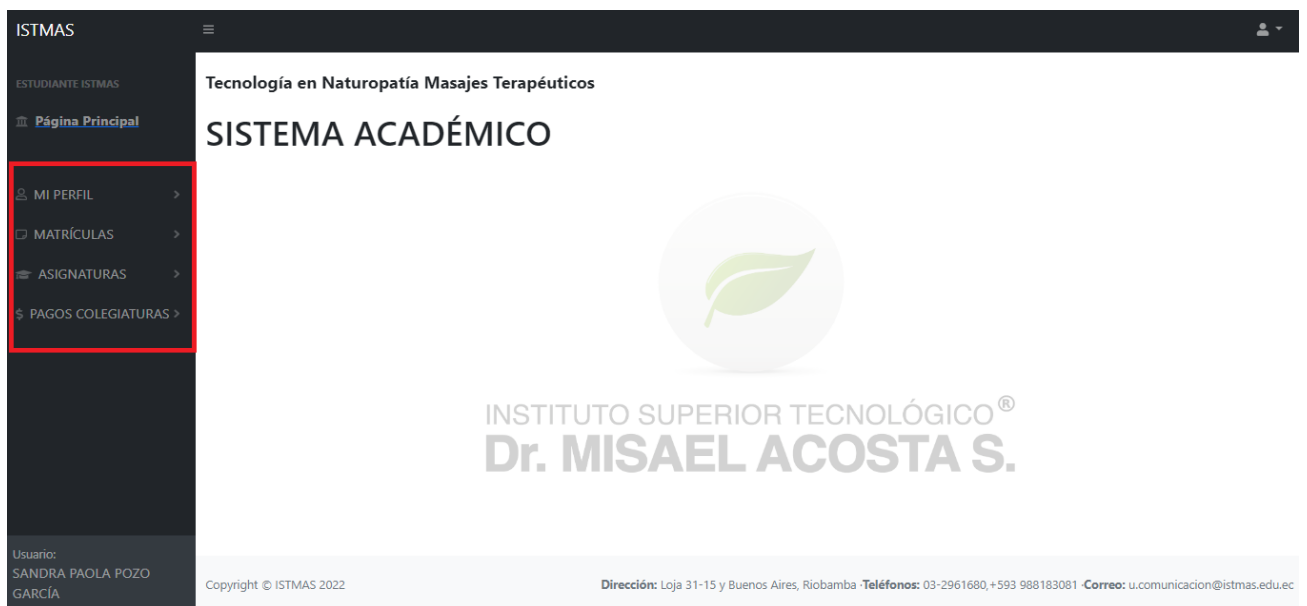 ISTMAS
ESTUDIANTE ISTMAS
Página Principal
MI PERFIL
MATRÍCULAS
ASIGNATURAS
PAGOS COLEGIATURAS
Usuario:
SANDRA PAOLA POZO
GARCÍA
Tecnología en Naturopatía Masajes Terapéuticos
SISTEMA ACADÉMICO
INSTITUTO SUPERIOR TECNOLÓGICO®
Dr. MISAEL ACOSTA S.
Copyright © ISTMAS 2022
Dirección: Loja 31-15 y Buenos Aires, Riobamba ·Teléfonos: 03-2961680,+593 988183081 ·Correo: u.comunicacion@istmas.edu.ec